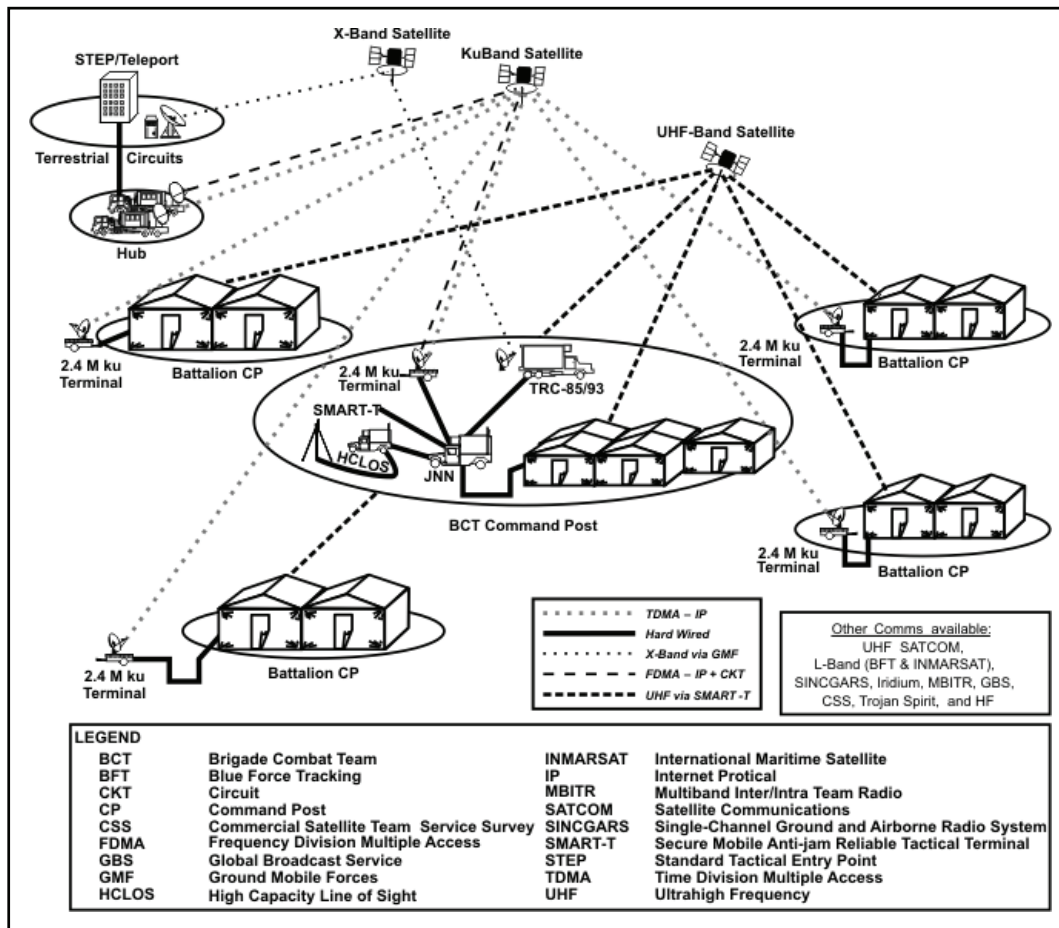 X-Band Satellite
KuBand Satellite
STEP/Teleport
UHF-Band Satellite
Terrestrial Circuits
Hub
2.4 M ku
Terminal
Battalion CP
2.4 M ku
Terminal
TRC-85/93
2.4 M ku
Terminal
Battalion CP
SMART-T
HCLOS
JNN
BCT Command Post
2.4 M ku
Terminal
Battalion CP
2.4 M ku
Terminal
Battalion CP
TDMA – IP
Hard Wired
X-Band via GMF
FDMA – IP + CKT
UHF via SMART -T
Other Comms available:
UHF SATCOM,
L-Band (BFT & INMARSAT),
SINCGARS, Iridium, MBITR, GBS,
CSS, Trojan Spirit, and HF
LEGEND
BCT Brigade Combat Team
BFT Blue Force Tracking
CKT Circuit
CP Command Post
CSS Commercial Satellite Team Service Survey
FDMA Frequency Division Multiple Access
GBS Global Broadcast Service
GMF Ground Mobile Forces
HCLOS High Capacity Line of Sight
INMARSAT International Maritime Satellite
IP Internet Protical
MBITR Multiband Inter/Intra Team Radio
SATCOM Satellite Communications
SINCGARS Single-Channel Ground and Airborne Radio System
SMART-T Secure Mobile Anti-jam Reliable Tactical Terminal
STEP Standard Tactical Entry Point
TDMA Time Division Multiple Access
UHF Ultrahigh Frequency